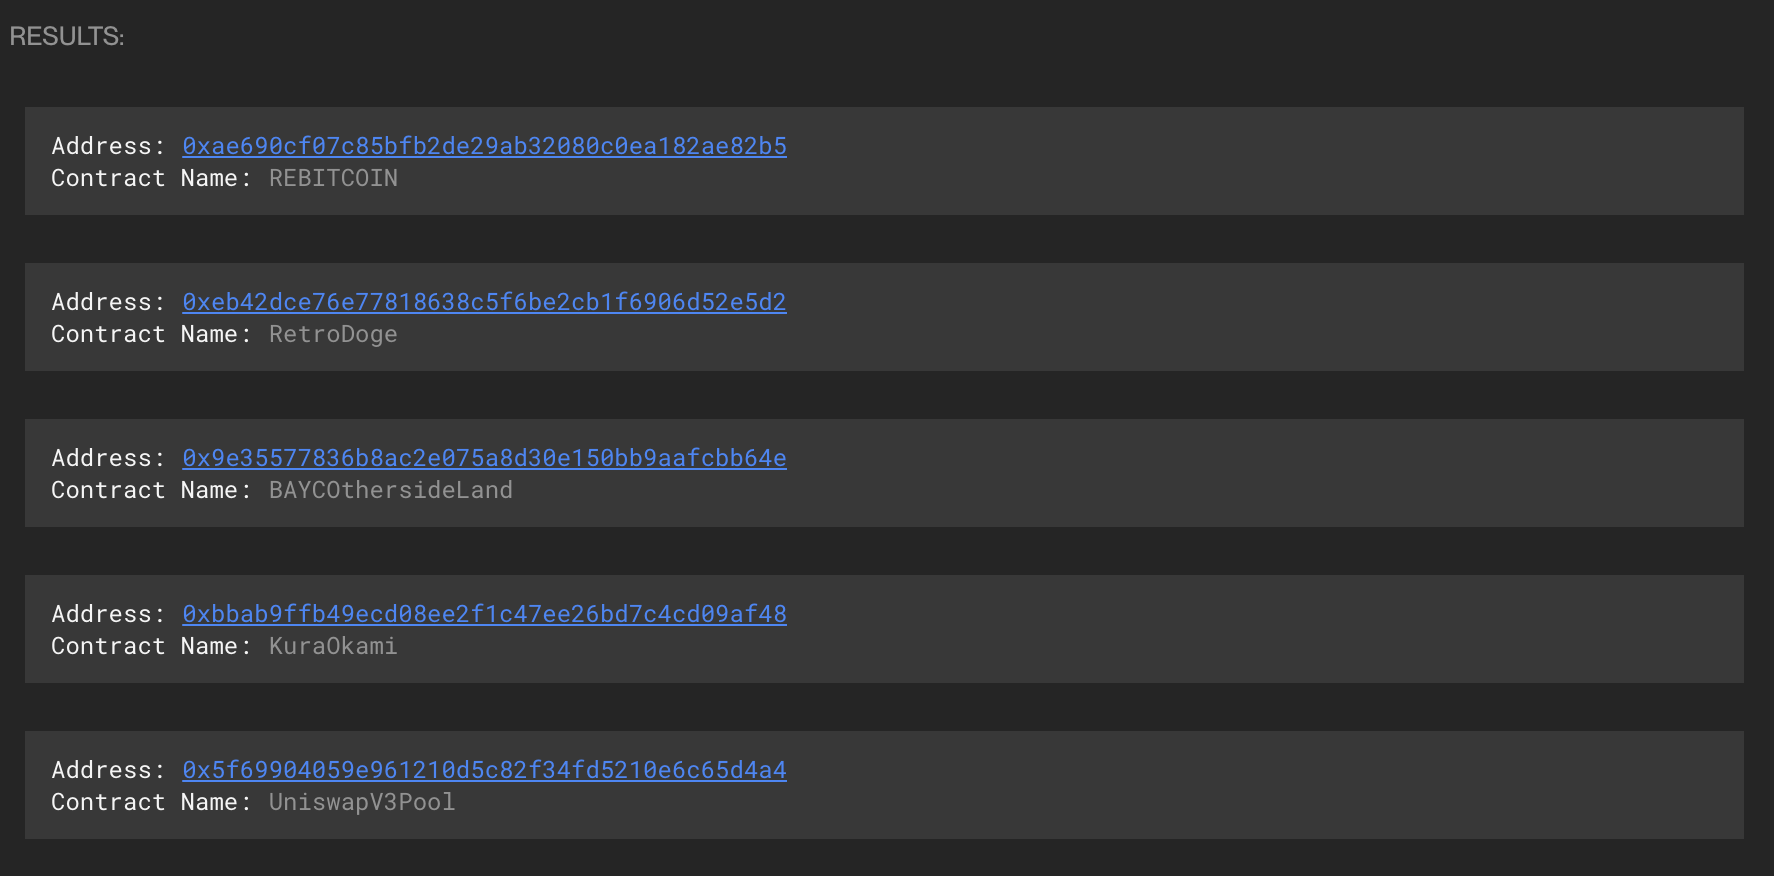 RESULTS:
Address: 0xae690cf07c85bfb2de29ab32080c0ea182ae82b5
Contract Name: REBITCOIN
Address: 0xeb42dce76e77818638c5f6be2cb1f6906d52e5d2
Contract Name: RetroDoge
Address: 0x9e35577836b8ac2e075a8d30e150bb9aafcbb64e
Contract Name: BAYCOthersideLand
Address: 0xbbab9ffb49ecd08ee2f1c47ee26bd7c4cd09af48
Contract Name: KuraOkami
Address: 0x5f69904059e961210d5c82f34fd5210e6c65d4a4
Contract Name: UniswapV3Pool